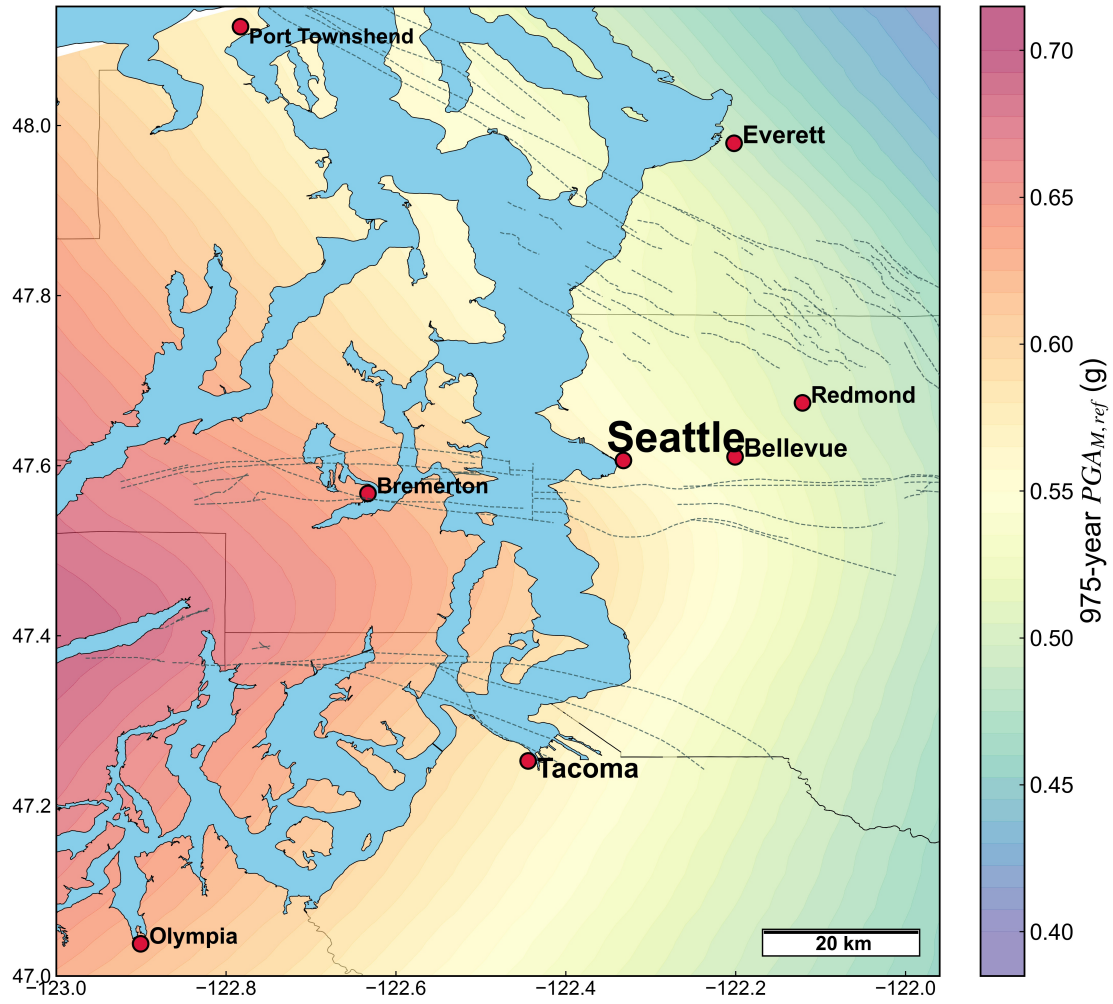 Port Townshend
Everett
Redmond
Seattle
Bellevue
Bremerton
Tacoma
Olympia
20 km
48.0
47.8
47.6
47.4
47.2
47.0
−123.0
−122.8
−122.6
−122.4
−122.2
−122.0
0.70
0.65
0.60
0.55
0.50
0.45
0.40
975-year PGA_{M, ref} (g)